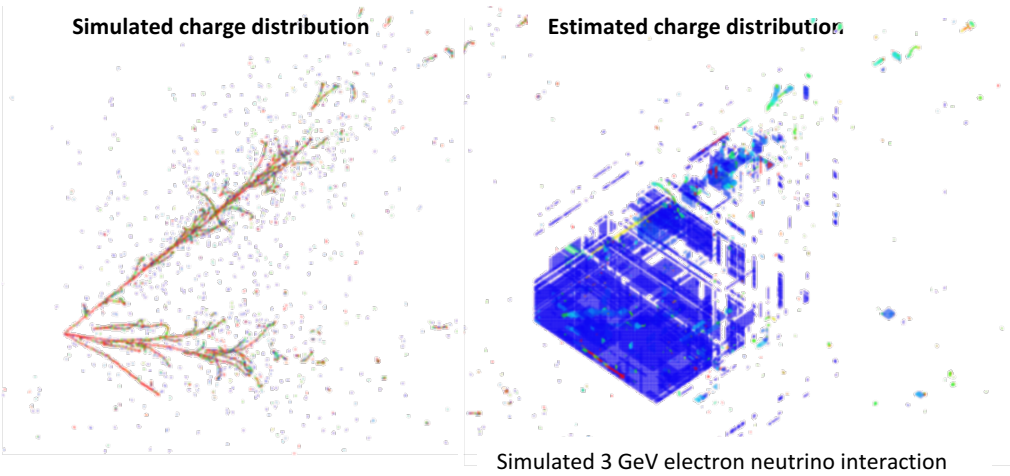 Simulated charge distribution
Estimated charge distribution
Simulated 3 GeV electron neutrino interaction